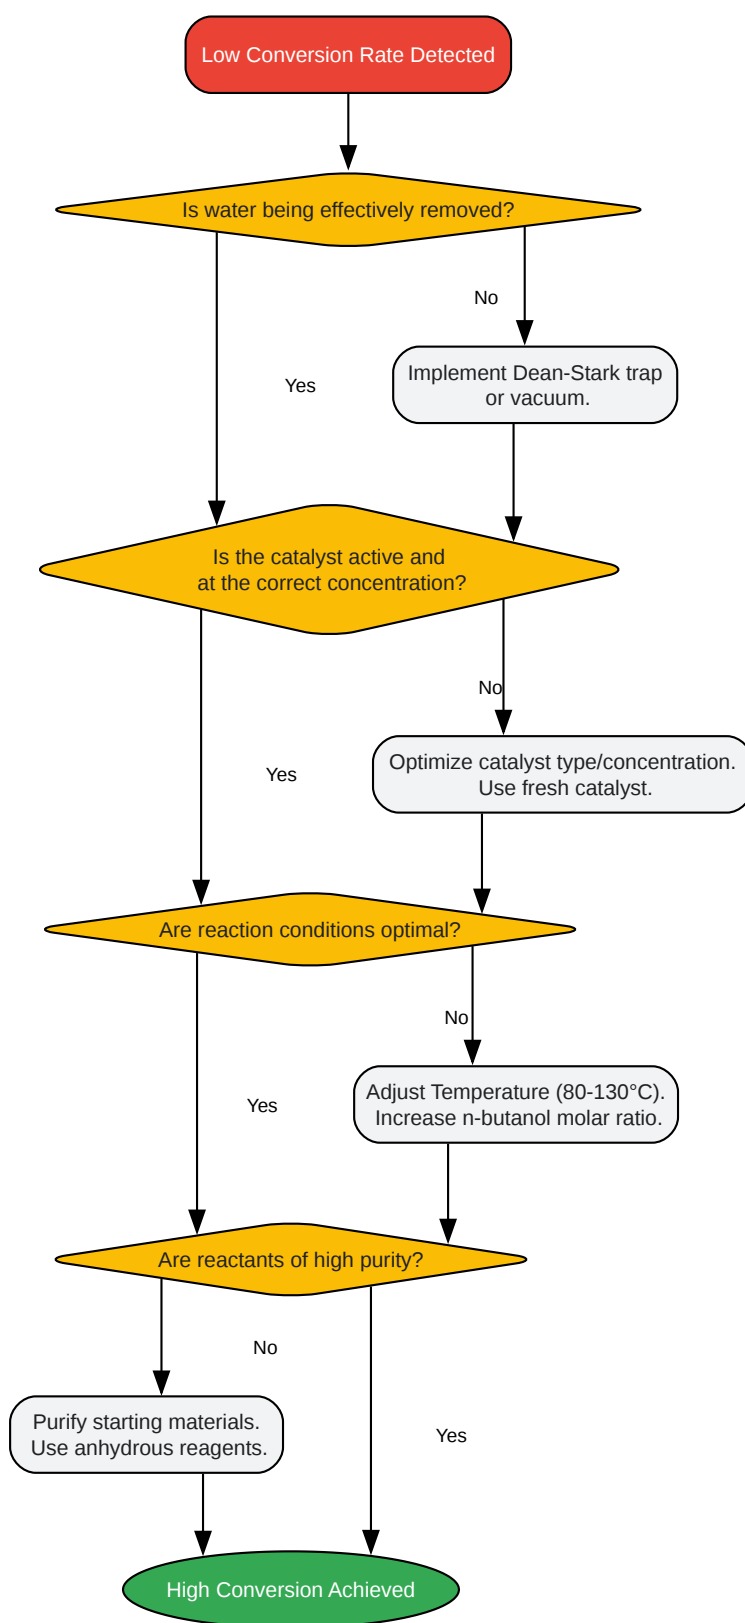 Low Conversion Rate Detected
Is water being effectively removed?
No
Implement Dean-Stark trap
or vacuum.
Yes
Is the catalyst active and
at the correct concentration?
No
Optimize catalyst type/concentration.
Use fresh catalyst.
Yes
Are reaction conditions optimal?
No
Adjust Temperature (80-130°C).
Increase n-butanol molar ratio.
Yes
Are reactants of high purity?
No
Purify starting materials.
Use anhydrous reagents.
Yes
High Conversion Achieved